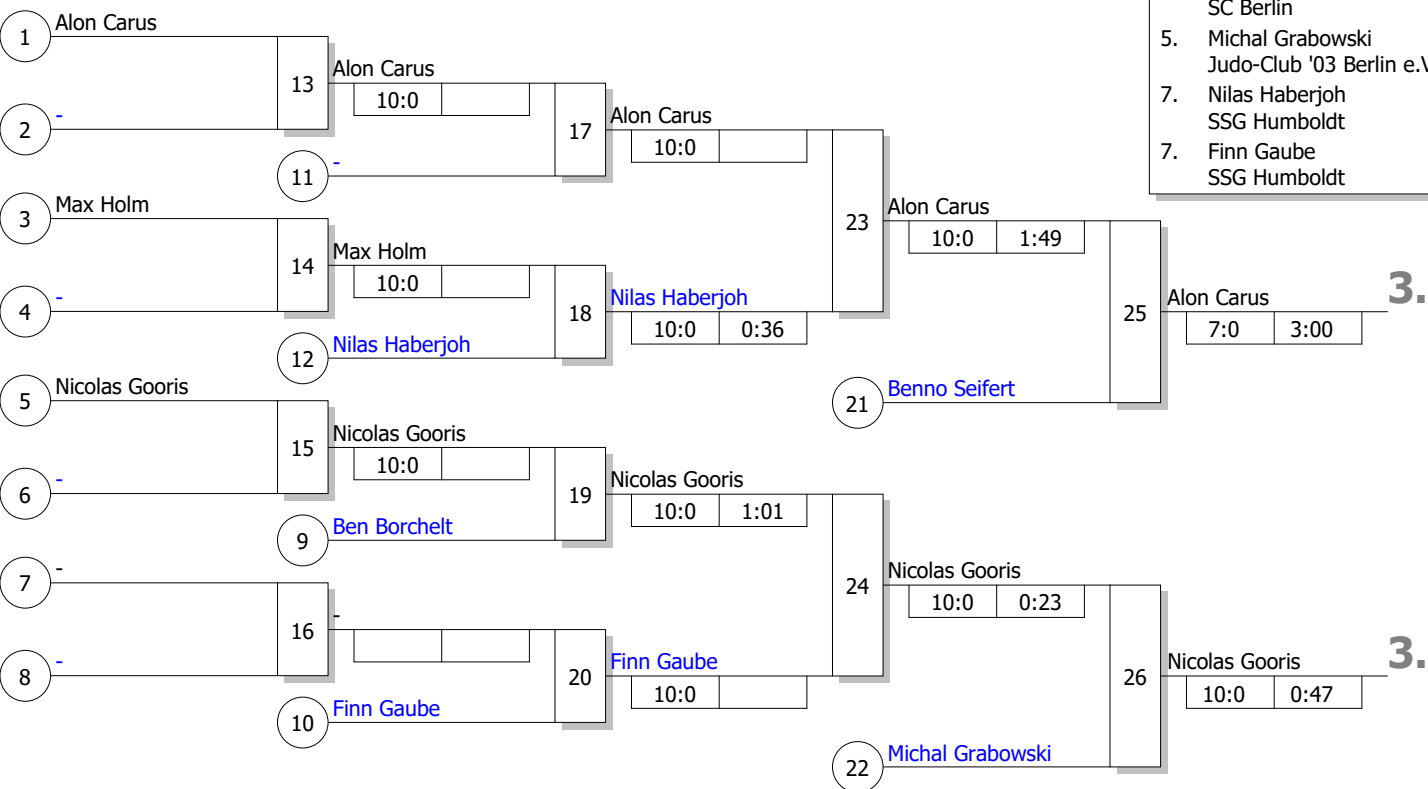 SC Berlin
5. Michal Grabowski
Judo-Club '03 Berlin e.V
7. Nilas Haberjoh
SSG Humboldt
7. Finn Gaube
SSG Humboldt
1 Alon Carus
13 Alon Carus
10:0
2 -
17 Alon Carus
10:0
11 -
3 Max Holm
23 Alon Carus
10:0 1:49
14 Max Holm
10:0
4 -
18 Nilas Haberjoh
10:0 0:36
12 Nilas Haberjoh
25 Alon Carus 3.
7:0 3:00
21 Benno Seifert
5 Nicolas Gooris
15 Nicolas Gooris
10:0
6 -
19 Nicolas Gooris
10:0 1:01
9 Ben Borchelt
7 -
24 Nicolas Gooris
10:0 0:23
16 -
8 -
20 Finn Gaube
10:0
10 Finn Gaube
26 Nicolas Gooris 3.
10:0 0:47
22 Michal Grabowski